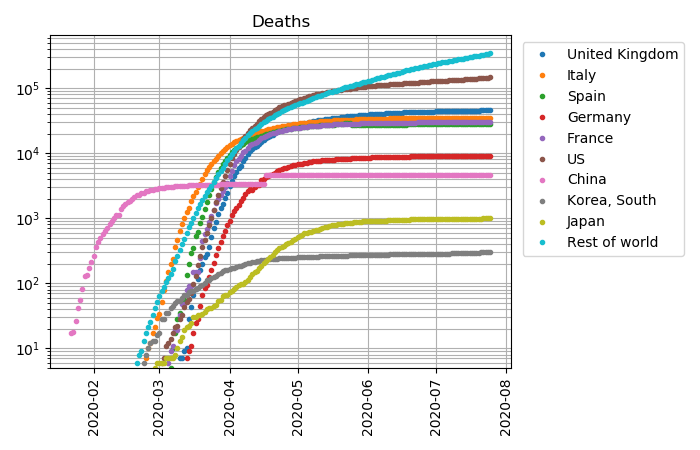 Deaths
10^5
10^4
10^3
10^2
10^1
2020-02
2020-03
2020-04
2020-05
2020-06
2020-07
2020-08
United Kingdom
Italy
Spain
Germany
France
US
China
Korea, South
Japan
Rest of world